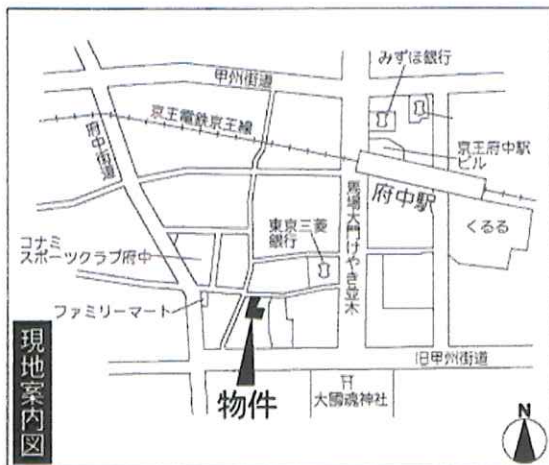 みずほ銀行
甲州街道
京王電鉄京王線
府中街道
京王府中駅
ビル
府中駅
くるる
馬場大門けやき並木
東京三菱
銀行
コナミ
スポーツクラブ府中
ファミリーマート
旧甲州街道
大國魂神社
物件
現地案内図
N